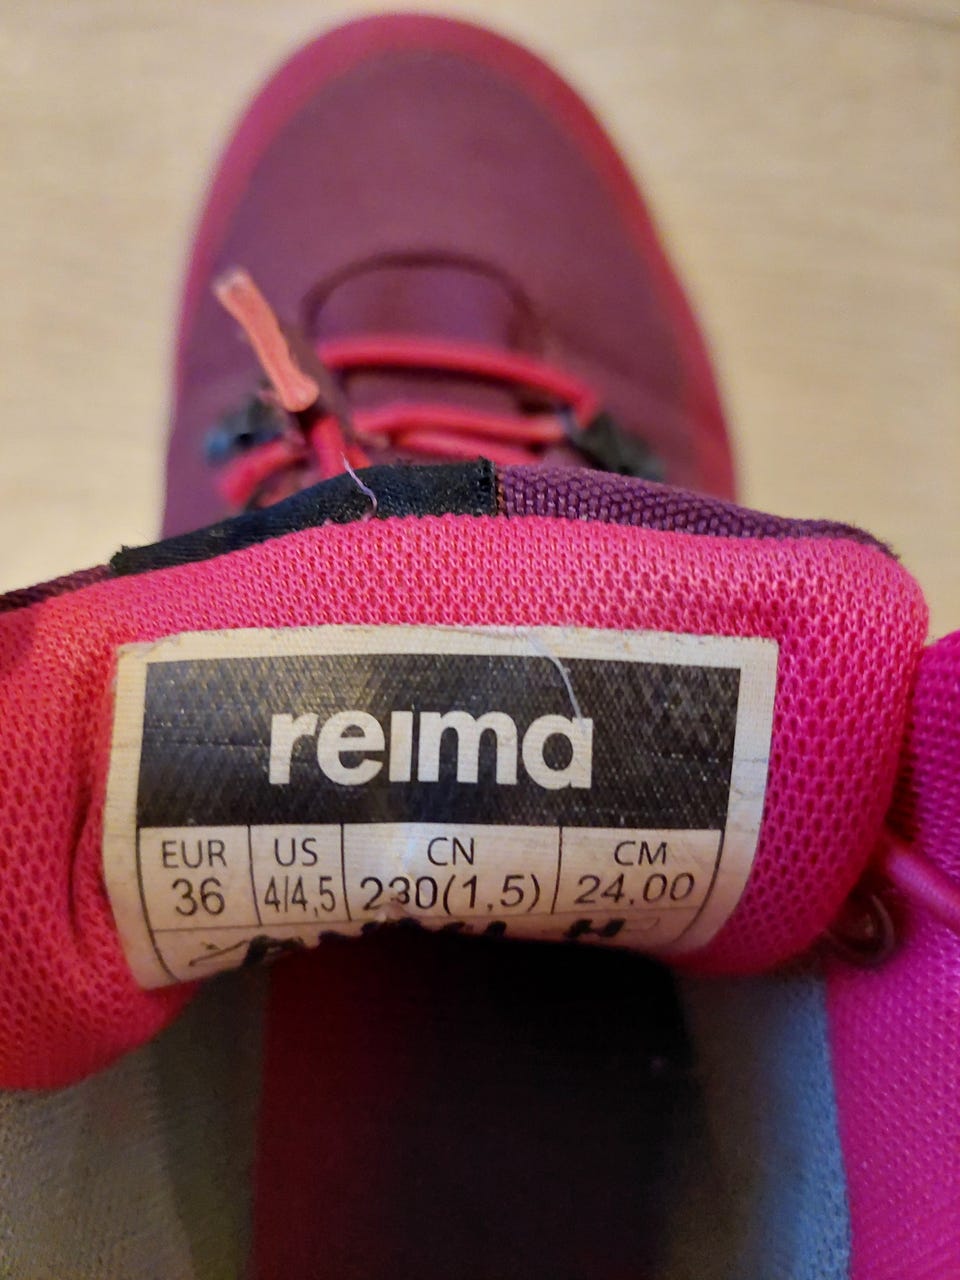 reima
EUR US CN CM
36 4/4,5 230(1,5) 24.00